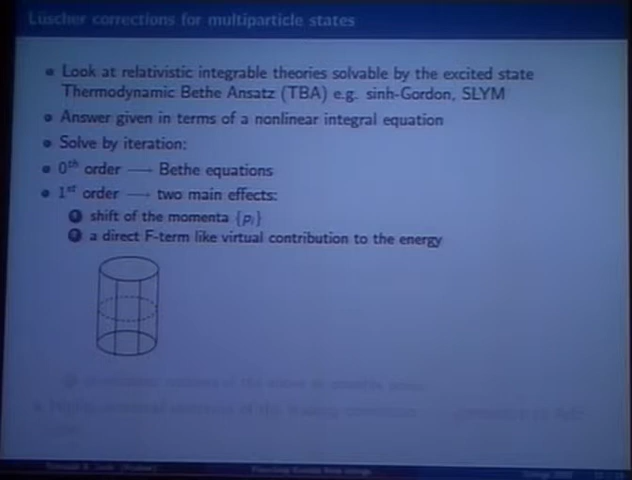 Lüscher corrections for multiparticle states
• Look at relativistic integrable theories solvable by the excited state
Thermodynamic Bethe Ansatz (TBA) e.g. sinh-Gordon, SLYM
• Answer given in terms of a nonlinear integral equation
• Solve by iteration:
• 0th order ⟶ Bethe equations
• 1st order ⟶ two main effects:
1 shift of the momenta {pᵢ}
2 a direct F-term like virtual contribution to the energy